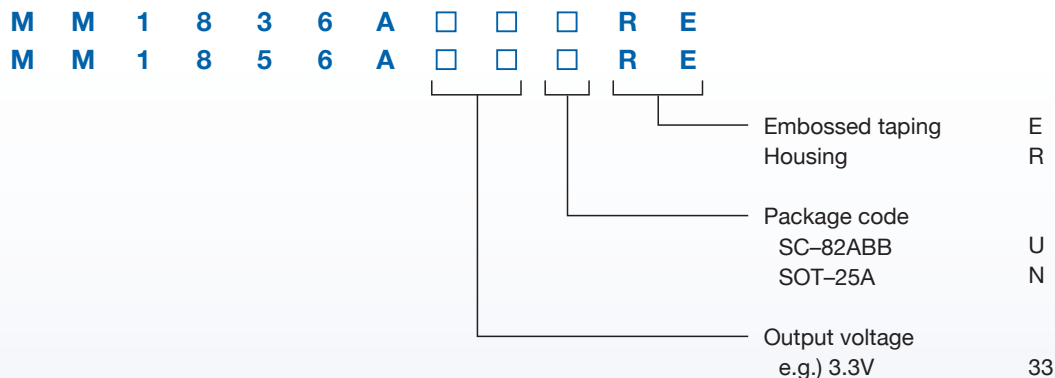 M M 1 8 3 6 A □ □ □ R E
M M 1 8 5 6 A □ □ □ R E
Embossed taping E
Housing R
Package code
SC–82ABB U
SOT–25A N
Output voltage
e.g.) 3.3V 33